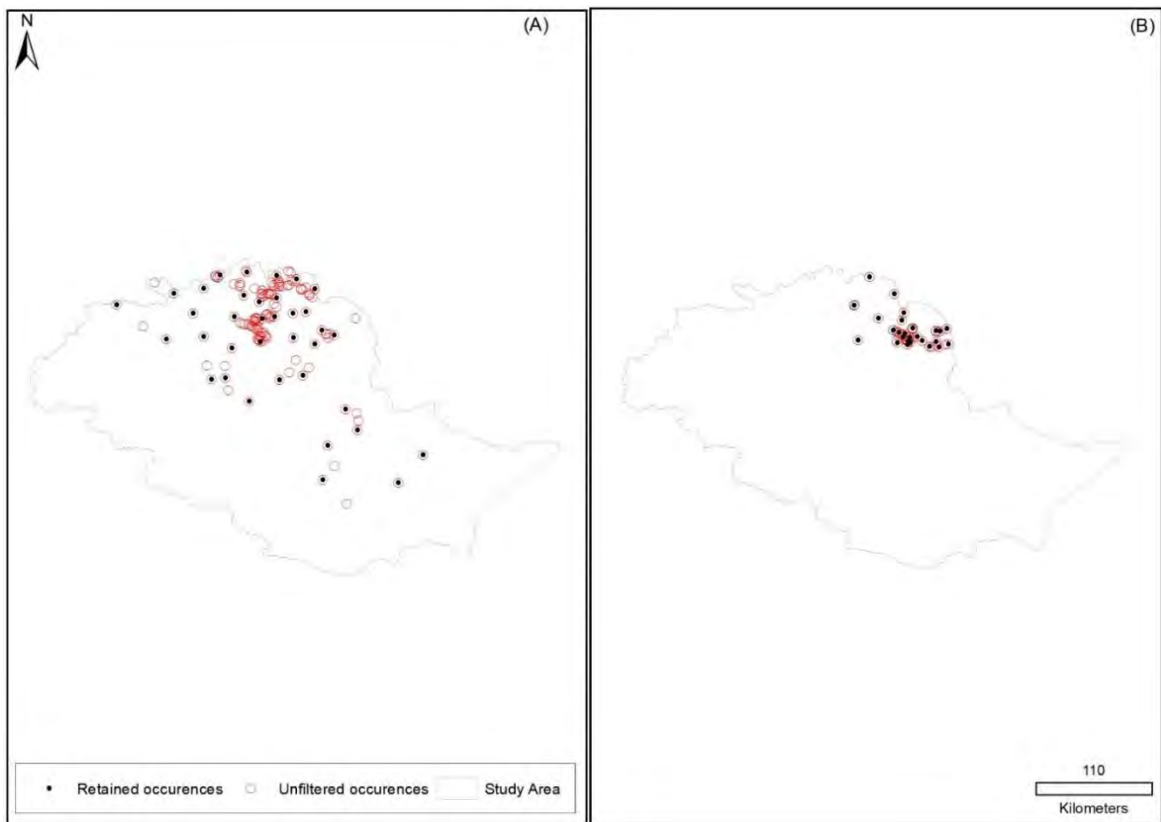 N
(A)
(B)
Retained occurences
Unfiltered occurences
Study Area
110
Kilometers